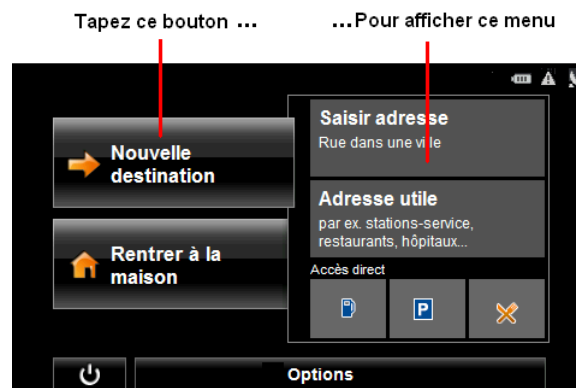 Tapez ce bouton ...
...Pour afficher ce menu
Saisir adresse
Rue dans une ville
Nouvelle
destination
Adresse utile
par ex. stations-service,
restaurants, hôpitaux...
Rentrer à la
maison
Accès direct
P
Options